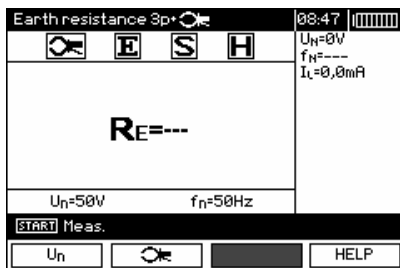 Earth resistance 3p+
08:47
E S H
UN=0V
fN=---
IL=0,0mA
RE=---
Un=50V fn=50Hz
START Meas.
Un HELP